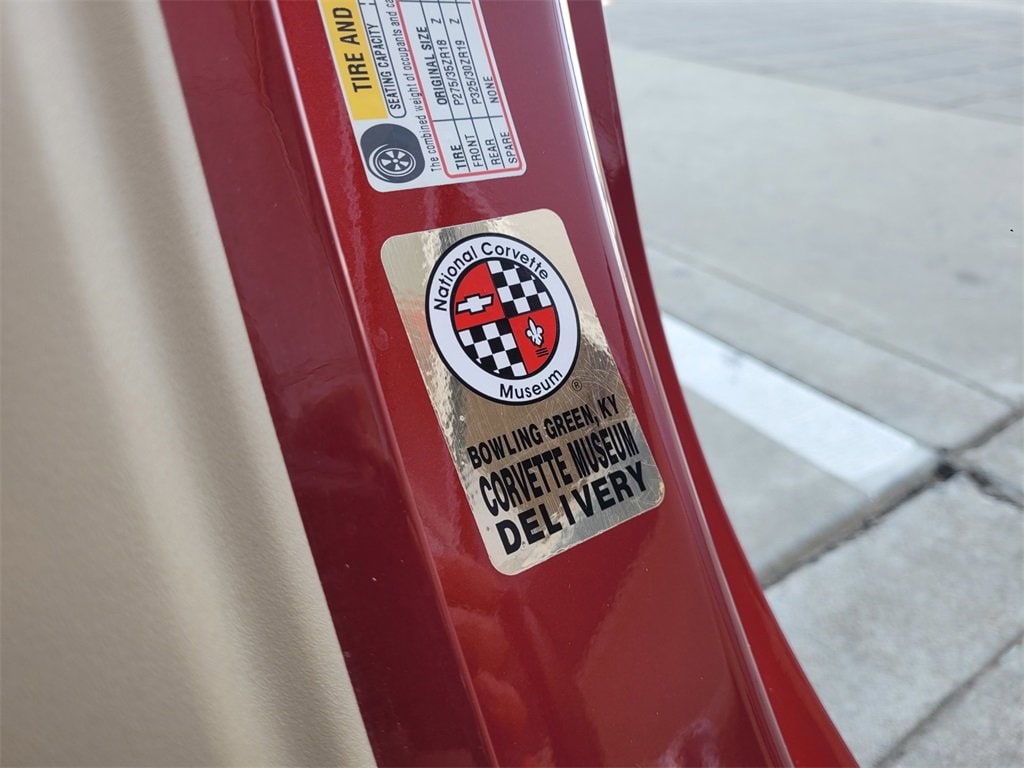 TIRE AND
SEATING CAPACITY
The combined weight of occupants and
TIRE ORIGINAL SIZE
FRONT P275/35ZR18 Z
REAR P325/30ZR19 Z
SPARE NONE
National Corvette
Museum
®
BOWLING GREEN, KY
CORVETTE MUSEUM
DELIVERY